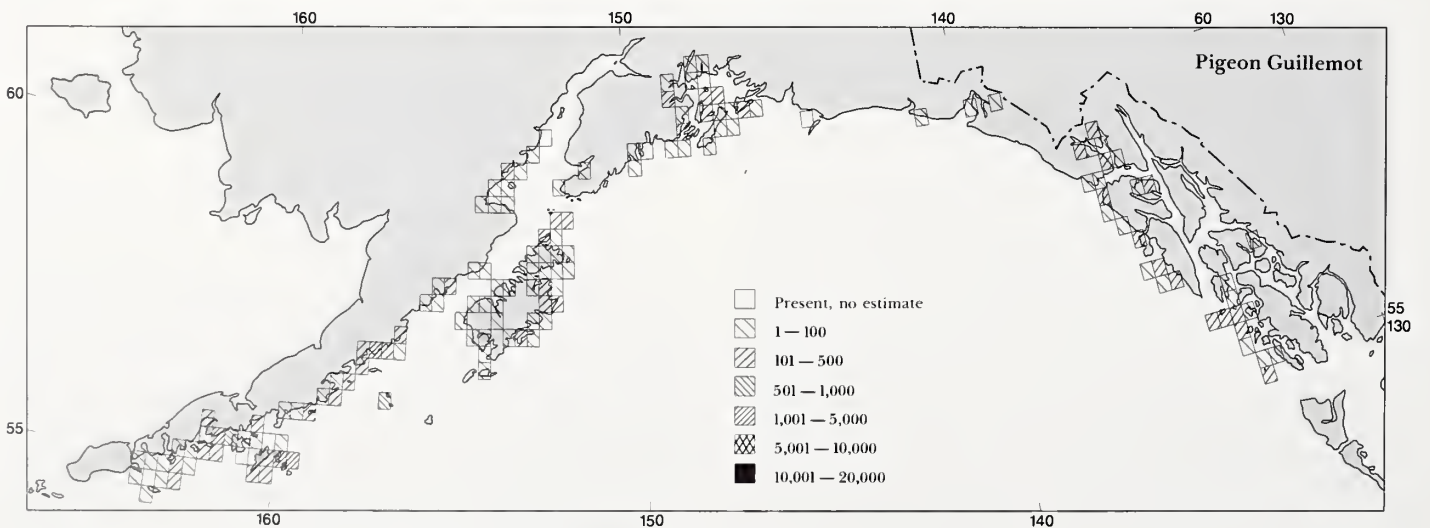 160 150 140 60 130
Pigeon Guillemot
60
55
130
Present, no estimate
1 — 100
101 — 500
501 — 1,000
1,001 — 5,000
5,001 — 10,000
10,001 — 20,000
55
160 150 140